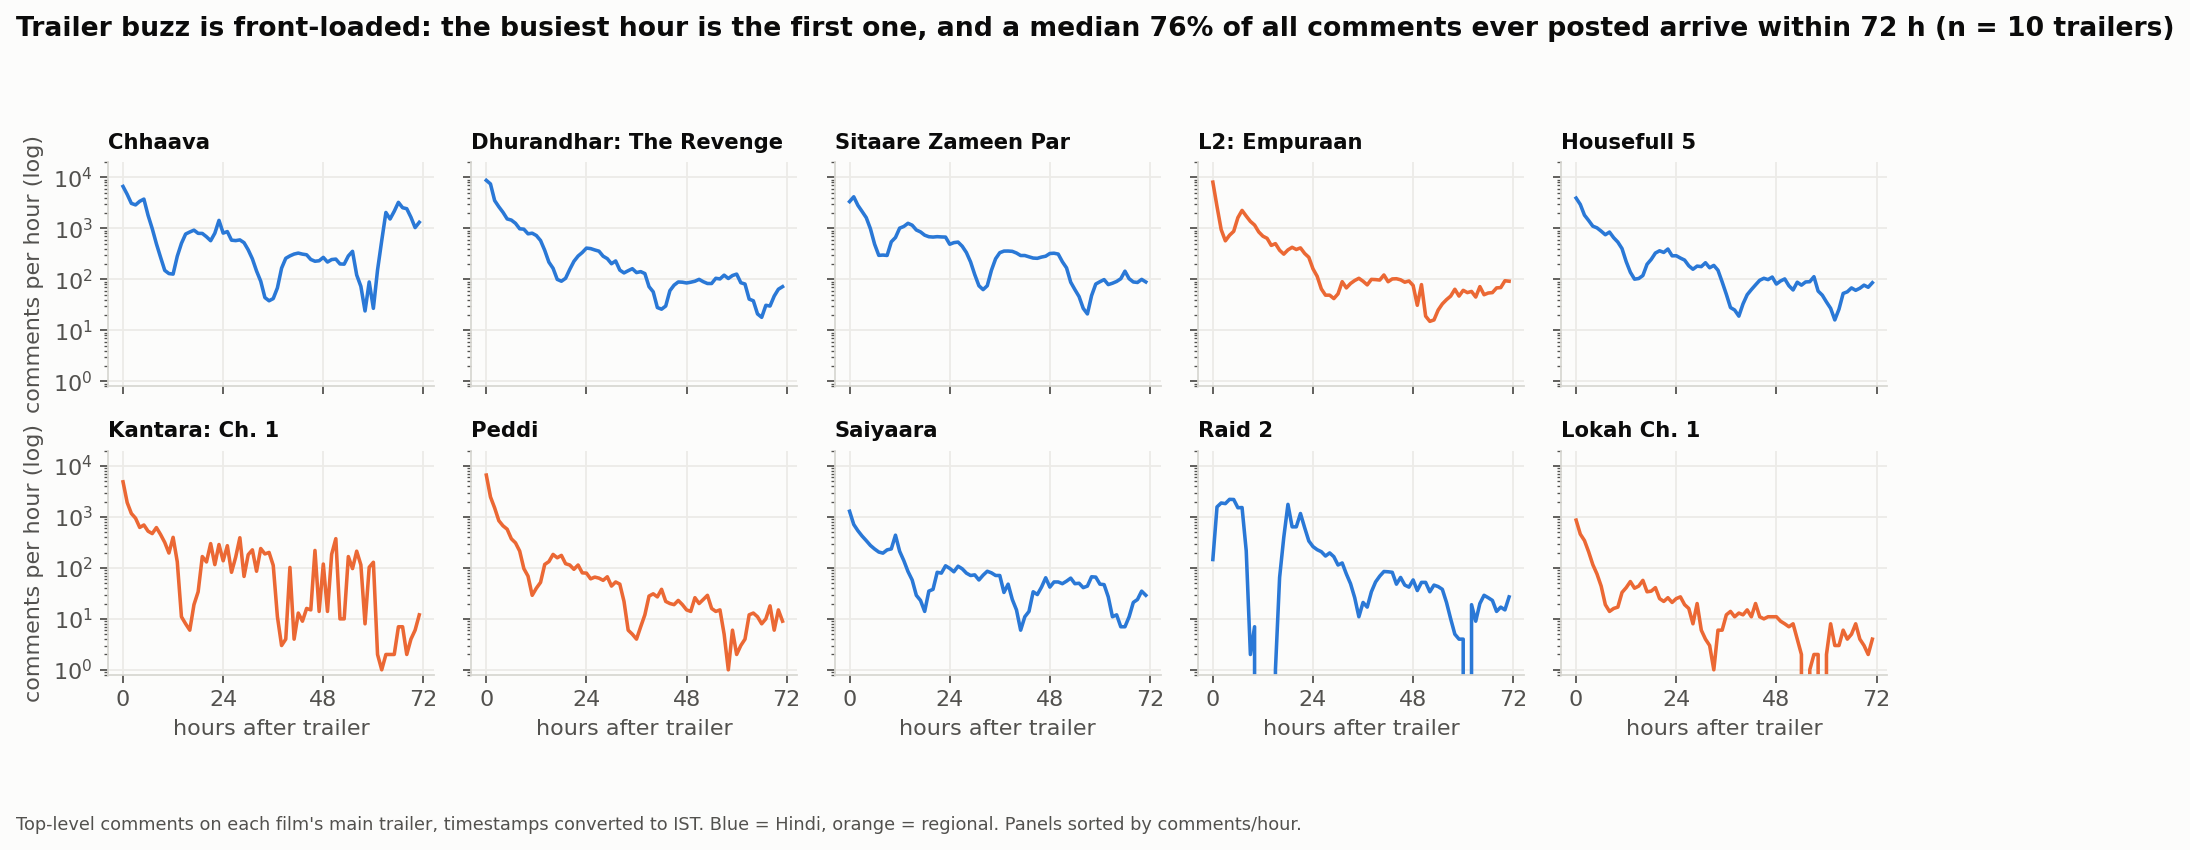 Trailer buzz is front-loaded: the busiest hour is the first one, and a median 76% of all comments ever posted arrive within 72 h (n = 10 trailers)
Chhaava
Dhurandhar: The Revenge
Sitaare Zameen Par
L2: Empuraan
Housefull 5
comments per hour (log)
10⁴
10³
10²
10¹
10⁰
Kantara: Ch. 1
Peddi
Saiyaara
Raid 2
Lokah Ch. 1
comments per hour (log)
10⁴
10³
10²
10¹
10⁰
0 24 48 72
0 24 48 72
0 24 48 72
0 24 48 72
0 24 48 72
hours after trailer
hours after trailer
hours after trailer
hours after trailer
hours after trailer
Top-level comments on each film's main trailer, timestamps converted to IST. Blue = Hindi, orange = regional. Panels sorted by comments/hour.